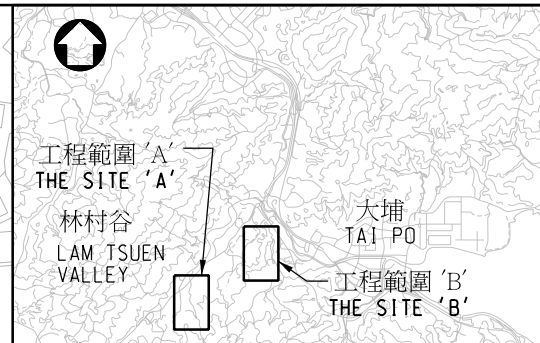 工程範圍 'A'
THE SITE 'A'
林村谷
LAM TSUEN
VALLEY
大埔
TAI PO
工程範圍 'B'
THE SITE 'B'